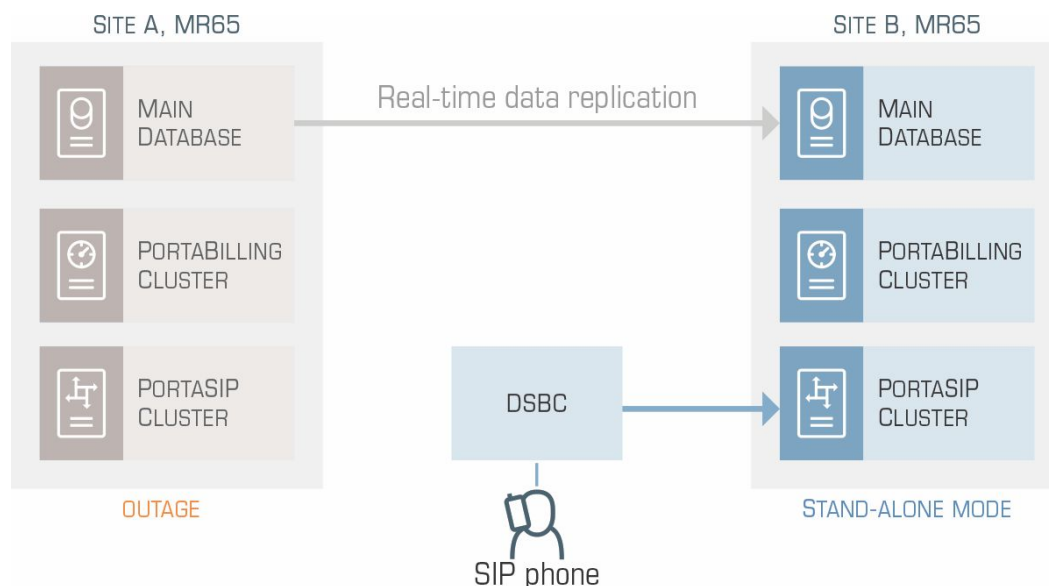 SITE A, MR65
SITE B, MR65
MAIN
DATABASE
Real-time data replication
MAIN
DATABASE
PORTABILLING
CLUSTER
PORTABILLING
CLUSTER
PORTASIP
CLUSTER
DSBC
PORTASIP
CLUSTER
OUTAGE
STAND-ALONE MODE
SIP phone